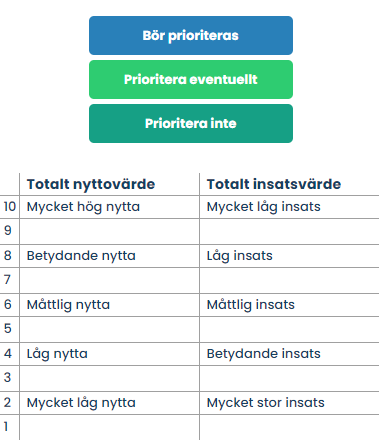 Bör prioriteras
Prioritera eventuellt
Prioritera inte
Totalt nyttovärde Totalt insatsvärde
10 Mycket hög nytta Mycket låg insats
9
8 Betydande nytta Låg insats
7
6 Måttlig nytta Måttlig insats
5
4 Låg nytta Betydande insats
3
2 Mycket låg nytta Mycket stor insats
1